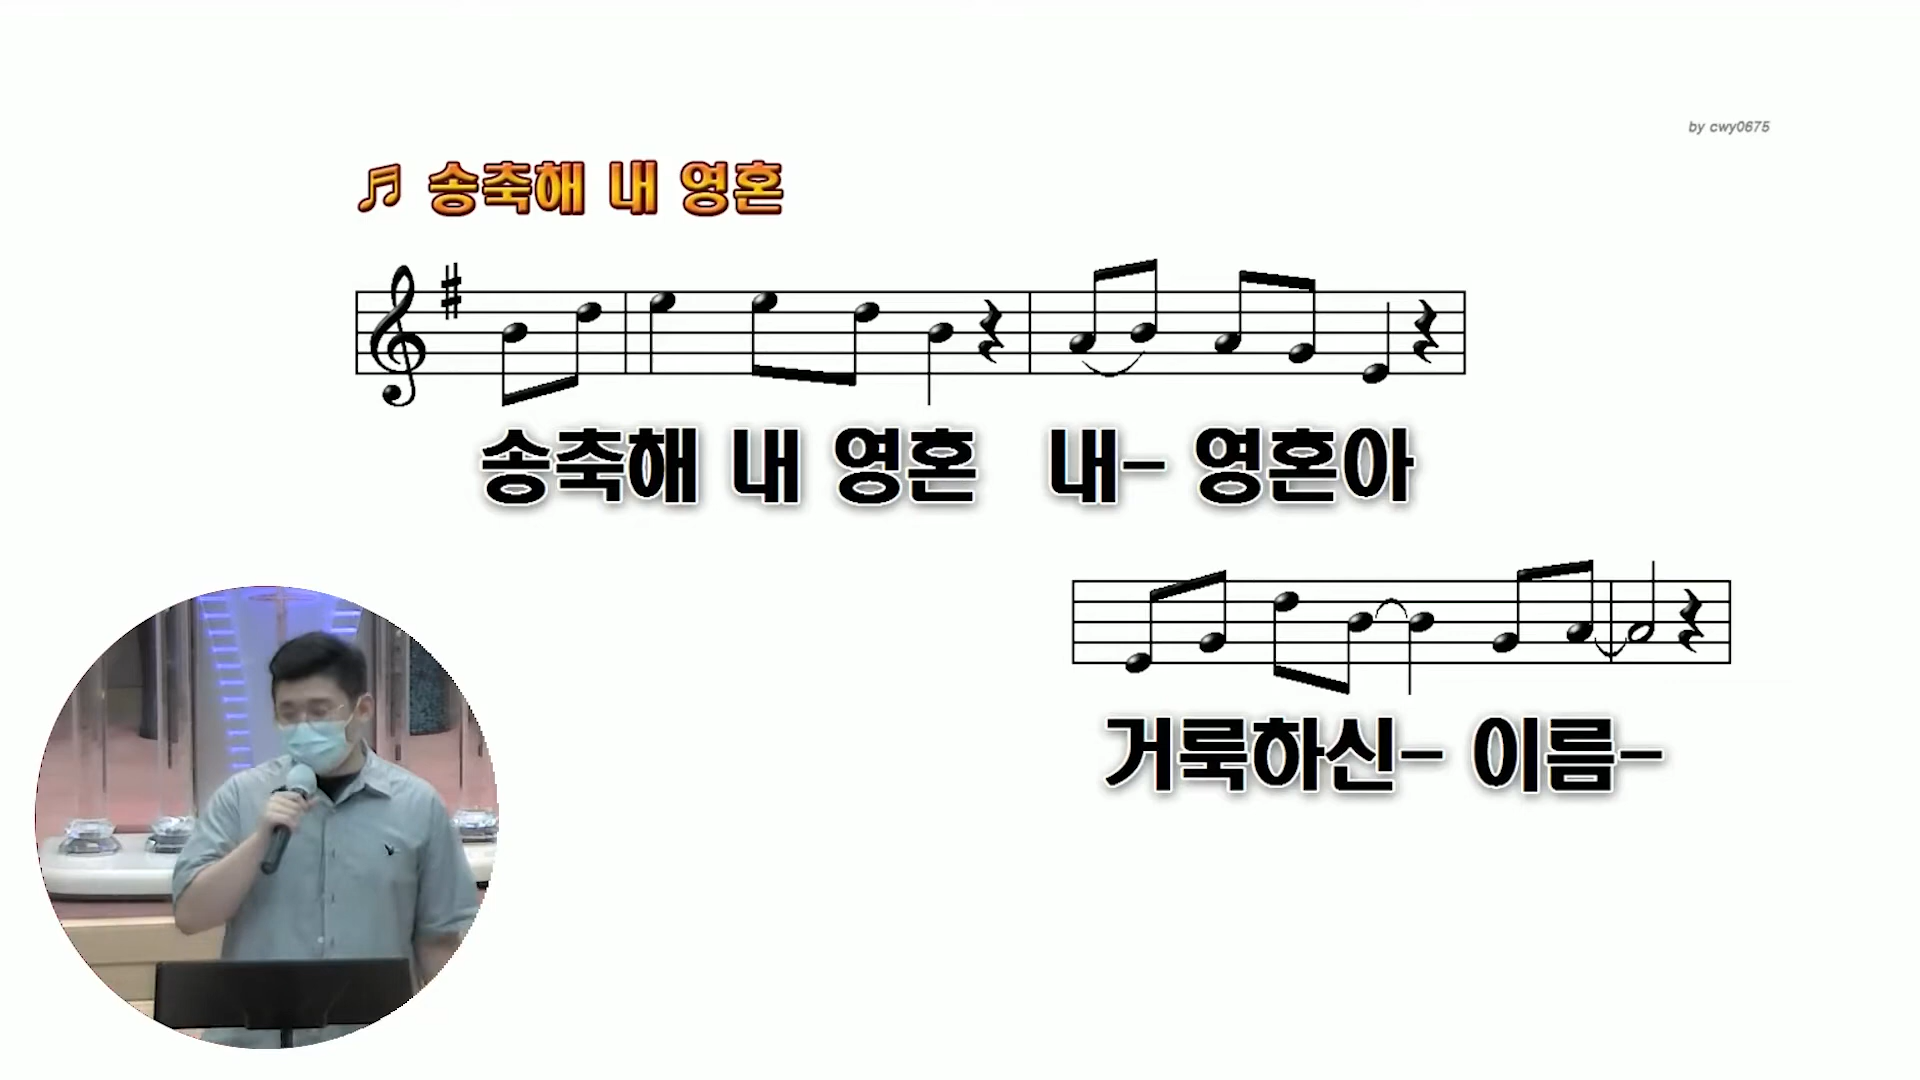 by cwy0675
송축해 내 영혼
송축해 내 영혼 내- 영혼아
거룩하신- 이름-